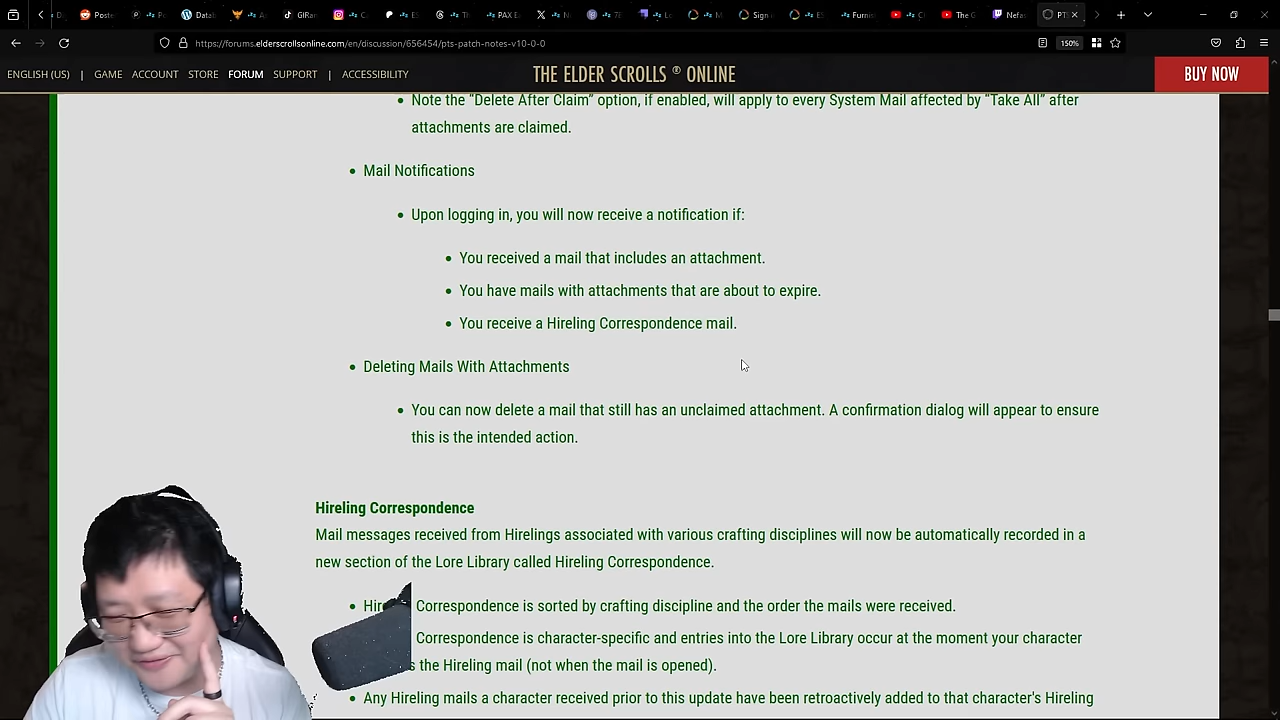 Poste
Datab
GIRan
PAX EA
Sign i
Furnis
The G
Nefas
PTS
https://forums.elderscrollsonline.com/en/discussion/656454/pts-patch-notes-v10-0-0
150%
ENGLISH (US) | GAME ACCOUNT STORE FORUM SUPPORT | ACCESSIBILITY
THE ELDER SCROLLS ® ONLINE
BUY NOW
Note the “Delete After Claim” option, if enabled, will apply to every System Mail affected by “Take All” after
attachments are claimed.
Mail Notifications
Upon logging in, you will now receive a notification if:
You received a mail that includes an attachment.
You have mails with attachments that are about to expire.
You receive a Hireling Correspondence mail.
Deleting Mails With Attachments
You can now delete a mail that still has an unclaimed attachment. A confirmation dialog will appear to ensure
this is the intended action.
Hireling Correspondence
Mail messages received from Hirelings associated with various crafting disciplines will now be automatically recorded in a
new section of the Lore Library called Hireling Correspondence.
Correspondence is sorted by crafting discipline and the order the mails were received.
Correspondence is character-specific and entries into the Lore Library occur at the moment your character
the Hireling mail (not when the mail is opened).
Any Hireling mails a character received prior to this update have been retroactively added to that character's Hireling